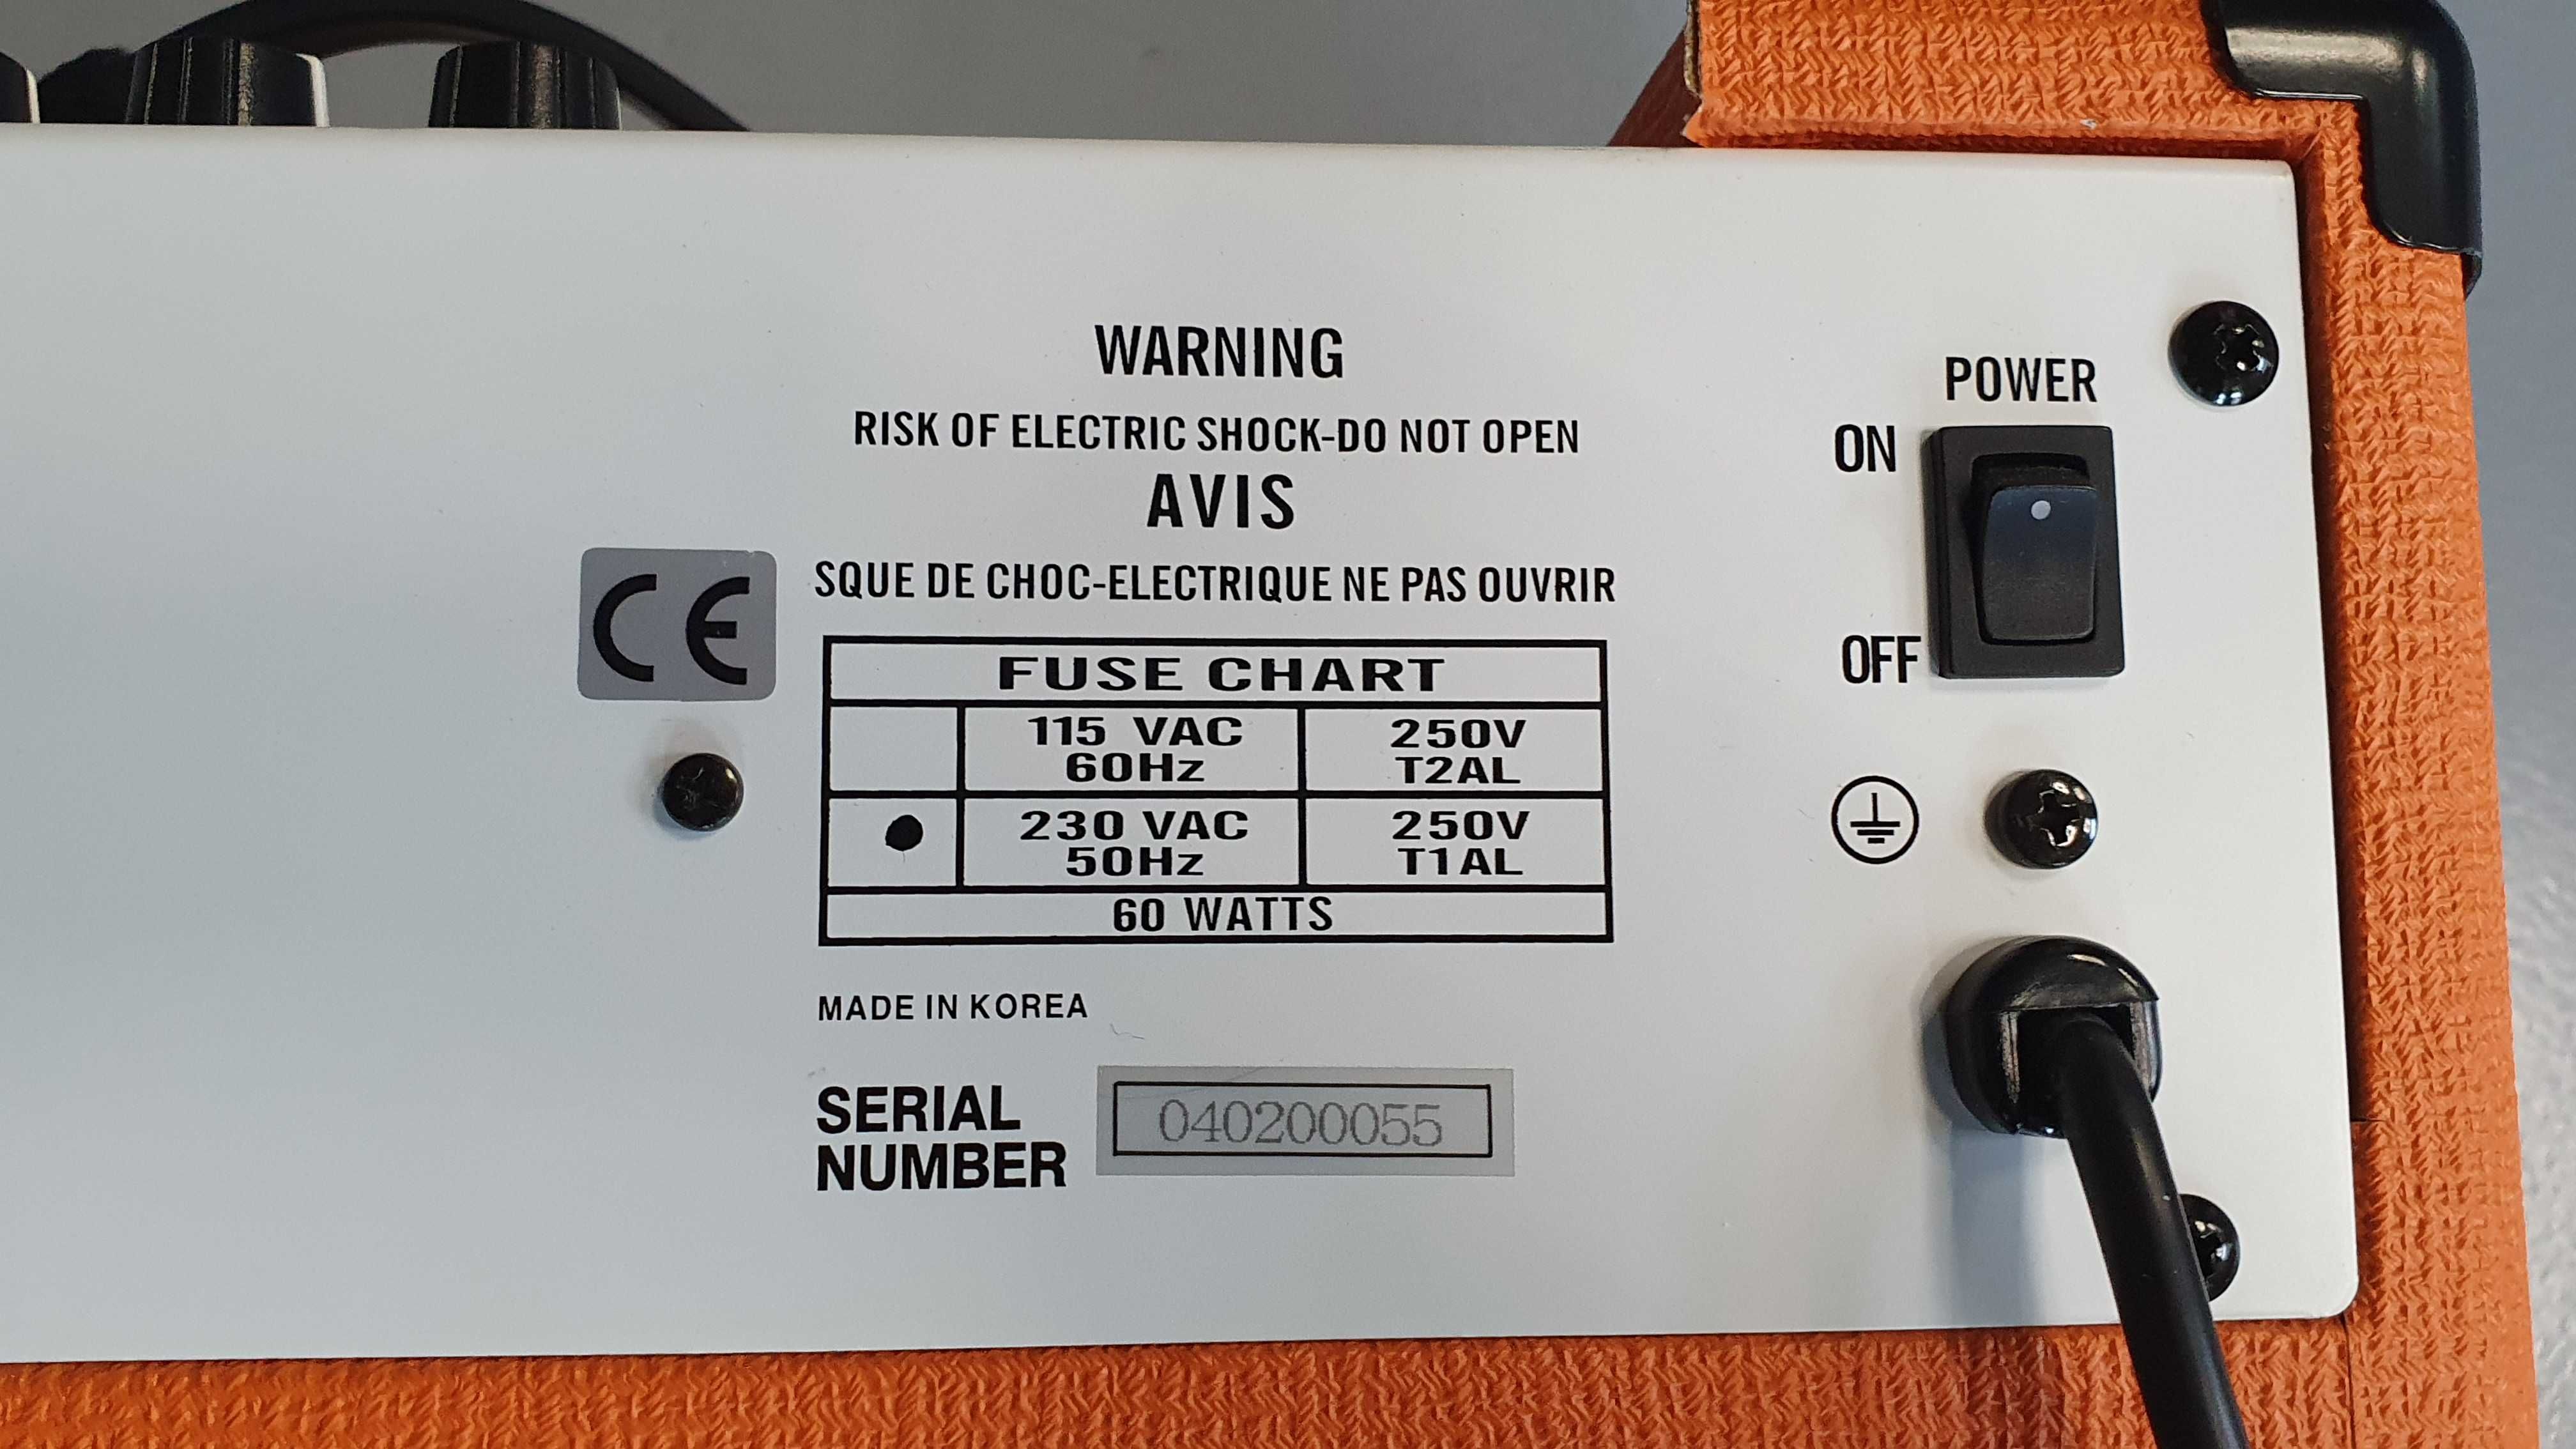 WARNING
RISK OF ELECTRIC SHOCK-DO NOT OPEN
AVIS
SQUE DE CHOC-ELECTRIQUE NE PAS OUVRIR
CE
FUSE CHART
115 VAC
60Hz
250V
T2AL
230 VAC
50Hz
250V
T1AL
60 WATTS
MADE IN KOREA
SERIAL
NUMBER
040200055
POWER
ON
OFF